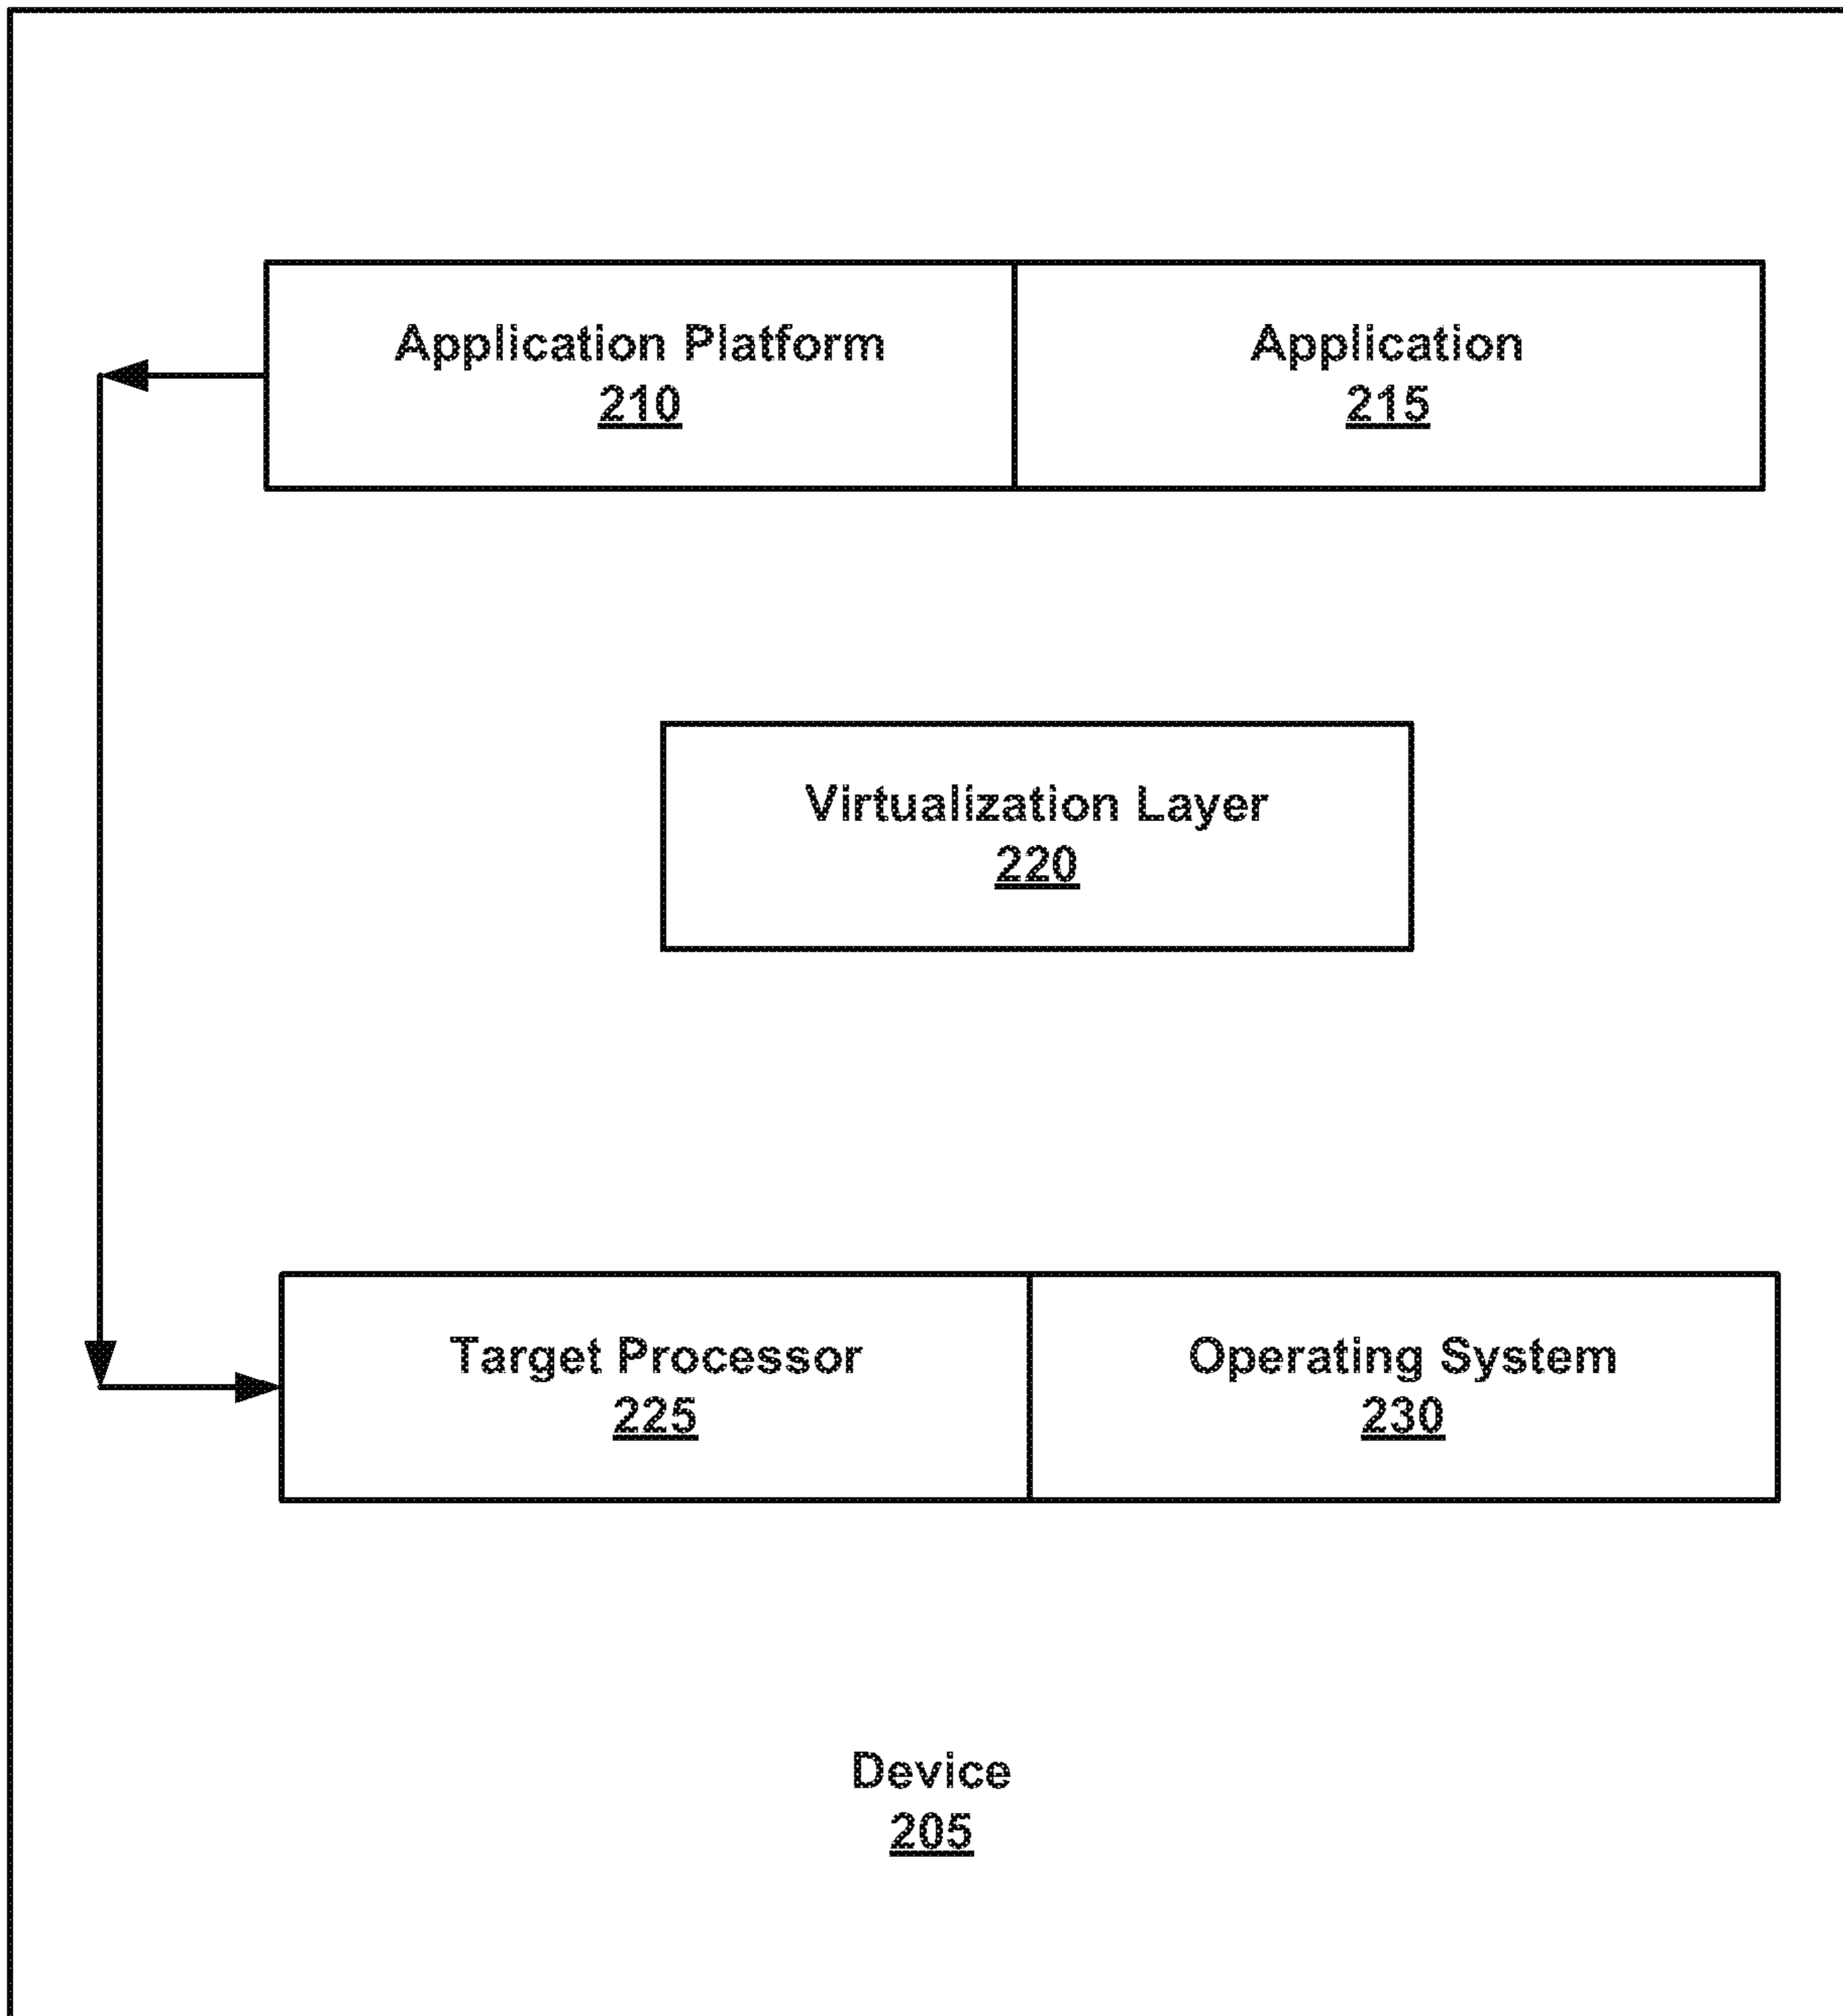 Application Platform
210
Application
215
Virtualization Layer
220
Target Processor
225
Operating System
230
Device
205